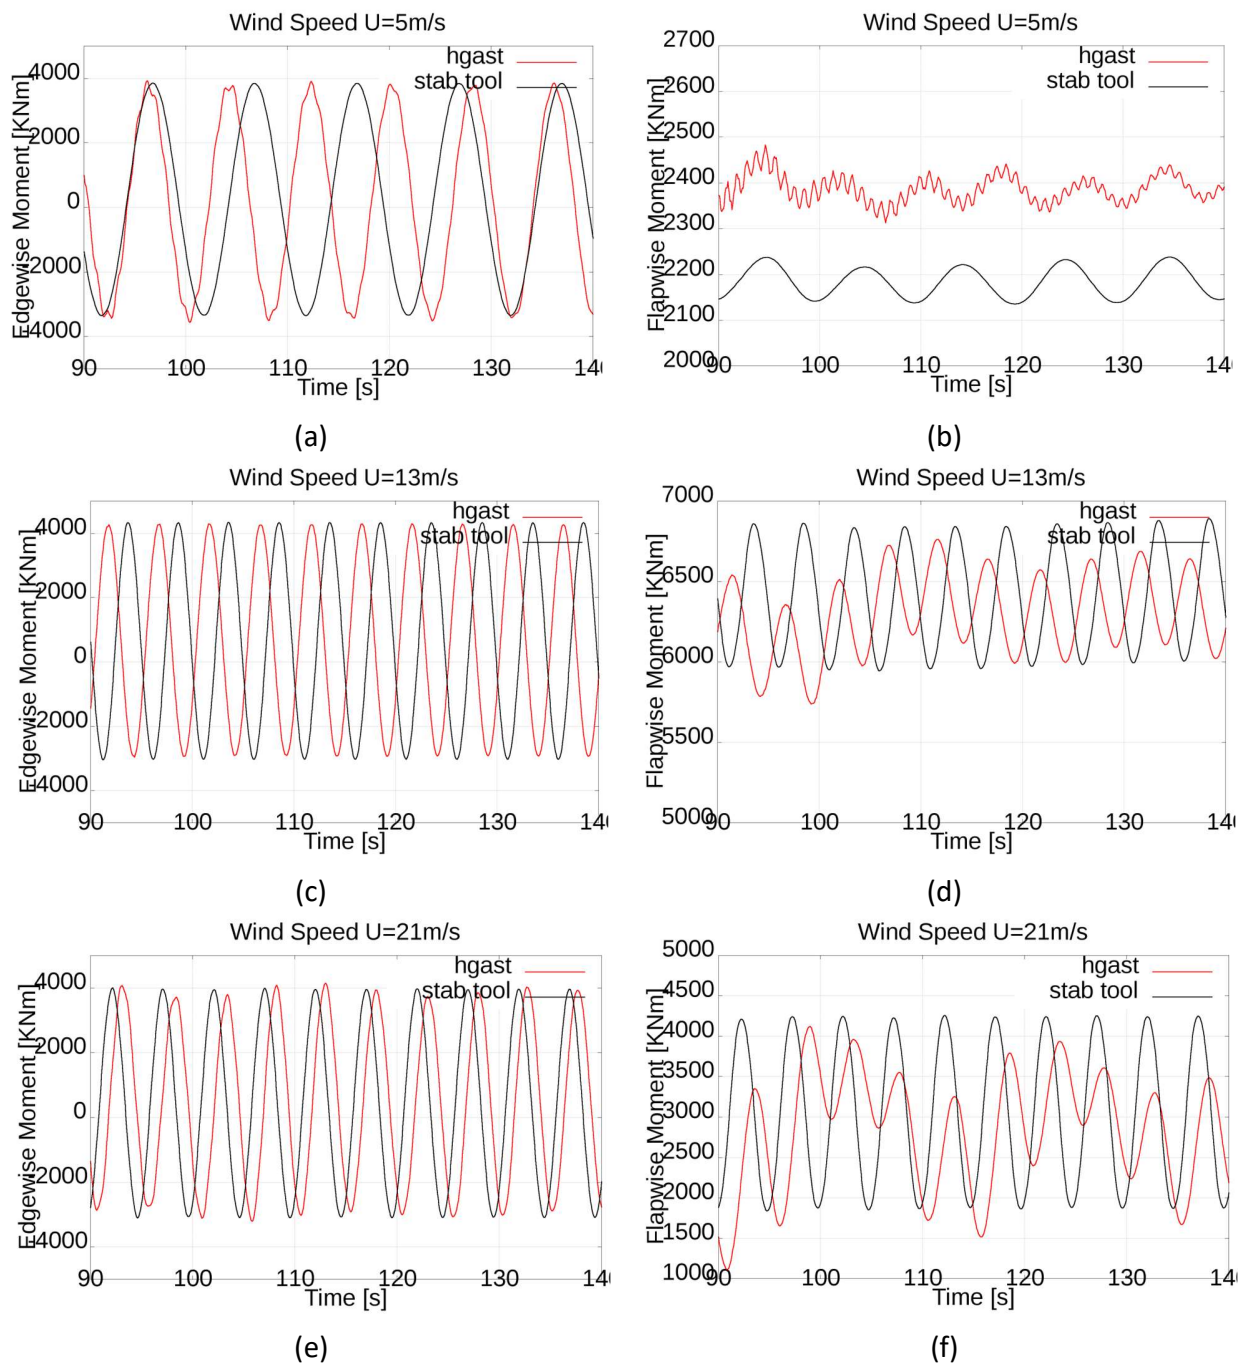 Wind Speed U=5m/s
hgast
stab tool
4000
2000
0
-2000
-4000
Edgewise Moment [KNm]
90 100 110 120 130 140
Time [s]
(a)
Wind Speed U=5m/s
hgast
stab tool
2700
2600
2500
2400
2300
2200
2100
2000
Flapwise Moment [KNm]
90 100 110 120 130 140
Time [s]
(b)
Wind Speed U=13m/s
hgast
stab tool
4000
2000
0
-2000
-4000
Edgewise Moment [KNm]
90 100 110 120 130 140
Time [s]
(c)
Wind Speed U=13m/s
hgast
stab tool
7000
6500
6000
5500
5000
Flapwise Moment [KNm]
90 100 110 120 130 140
Time [s]
(d)
Wind Speed U=21m/s
hgast
stab tool
4000
2000
0
-2000
-4000
Edgewise Moment [KNm]
90 100 110 120 130 140
Time [s]
(e)
Wind Speed U=21m/s
hgast
stab tool
5000
4500
4000
3500
3000
2500
2000
1500
1000
Flapwise Moment [KNm]
90 100 110 120 130 140
Time [s]
(f)